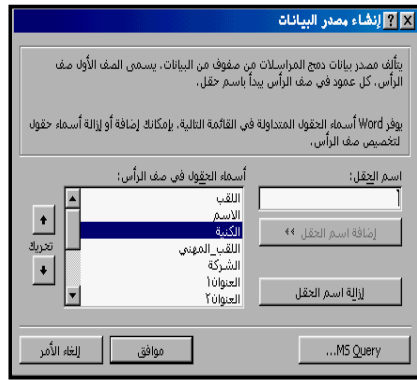 إنشاء مصدر البيانات
يتألف مصدر بيانات دمج المراسلات من صفوف من البيانات. يسمى الصف الأول صف
الرأس. كل عمود في صف الرأس يبدأ باسم حقل.
يوفر Word أسماء الحقول المتداولة في القائمة التالية. بإمكانك إضافة أو إزالة أسماء حقول
لتخصيص صف الرأس.
اسم الحقل:
أسماء الحقول في صف الرأس:
إضافة اسم الحقل
إزالة اسم الحقل
اللقب
الاسم
الكنية
اللقب_المهني
الشركة
العنوان١
العنوان٢
تحريك
MS Query...
موافق
إلغاء الأمر